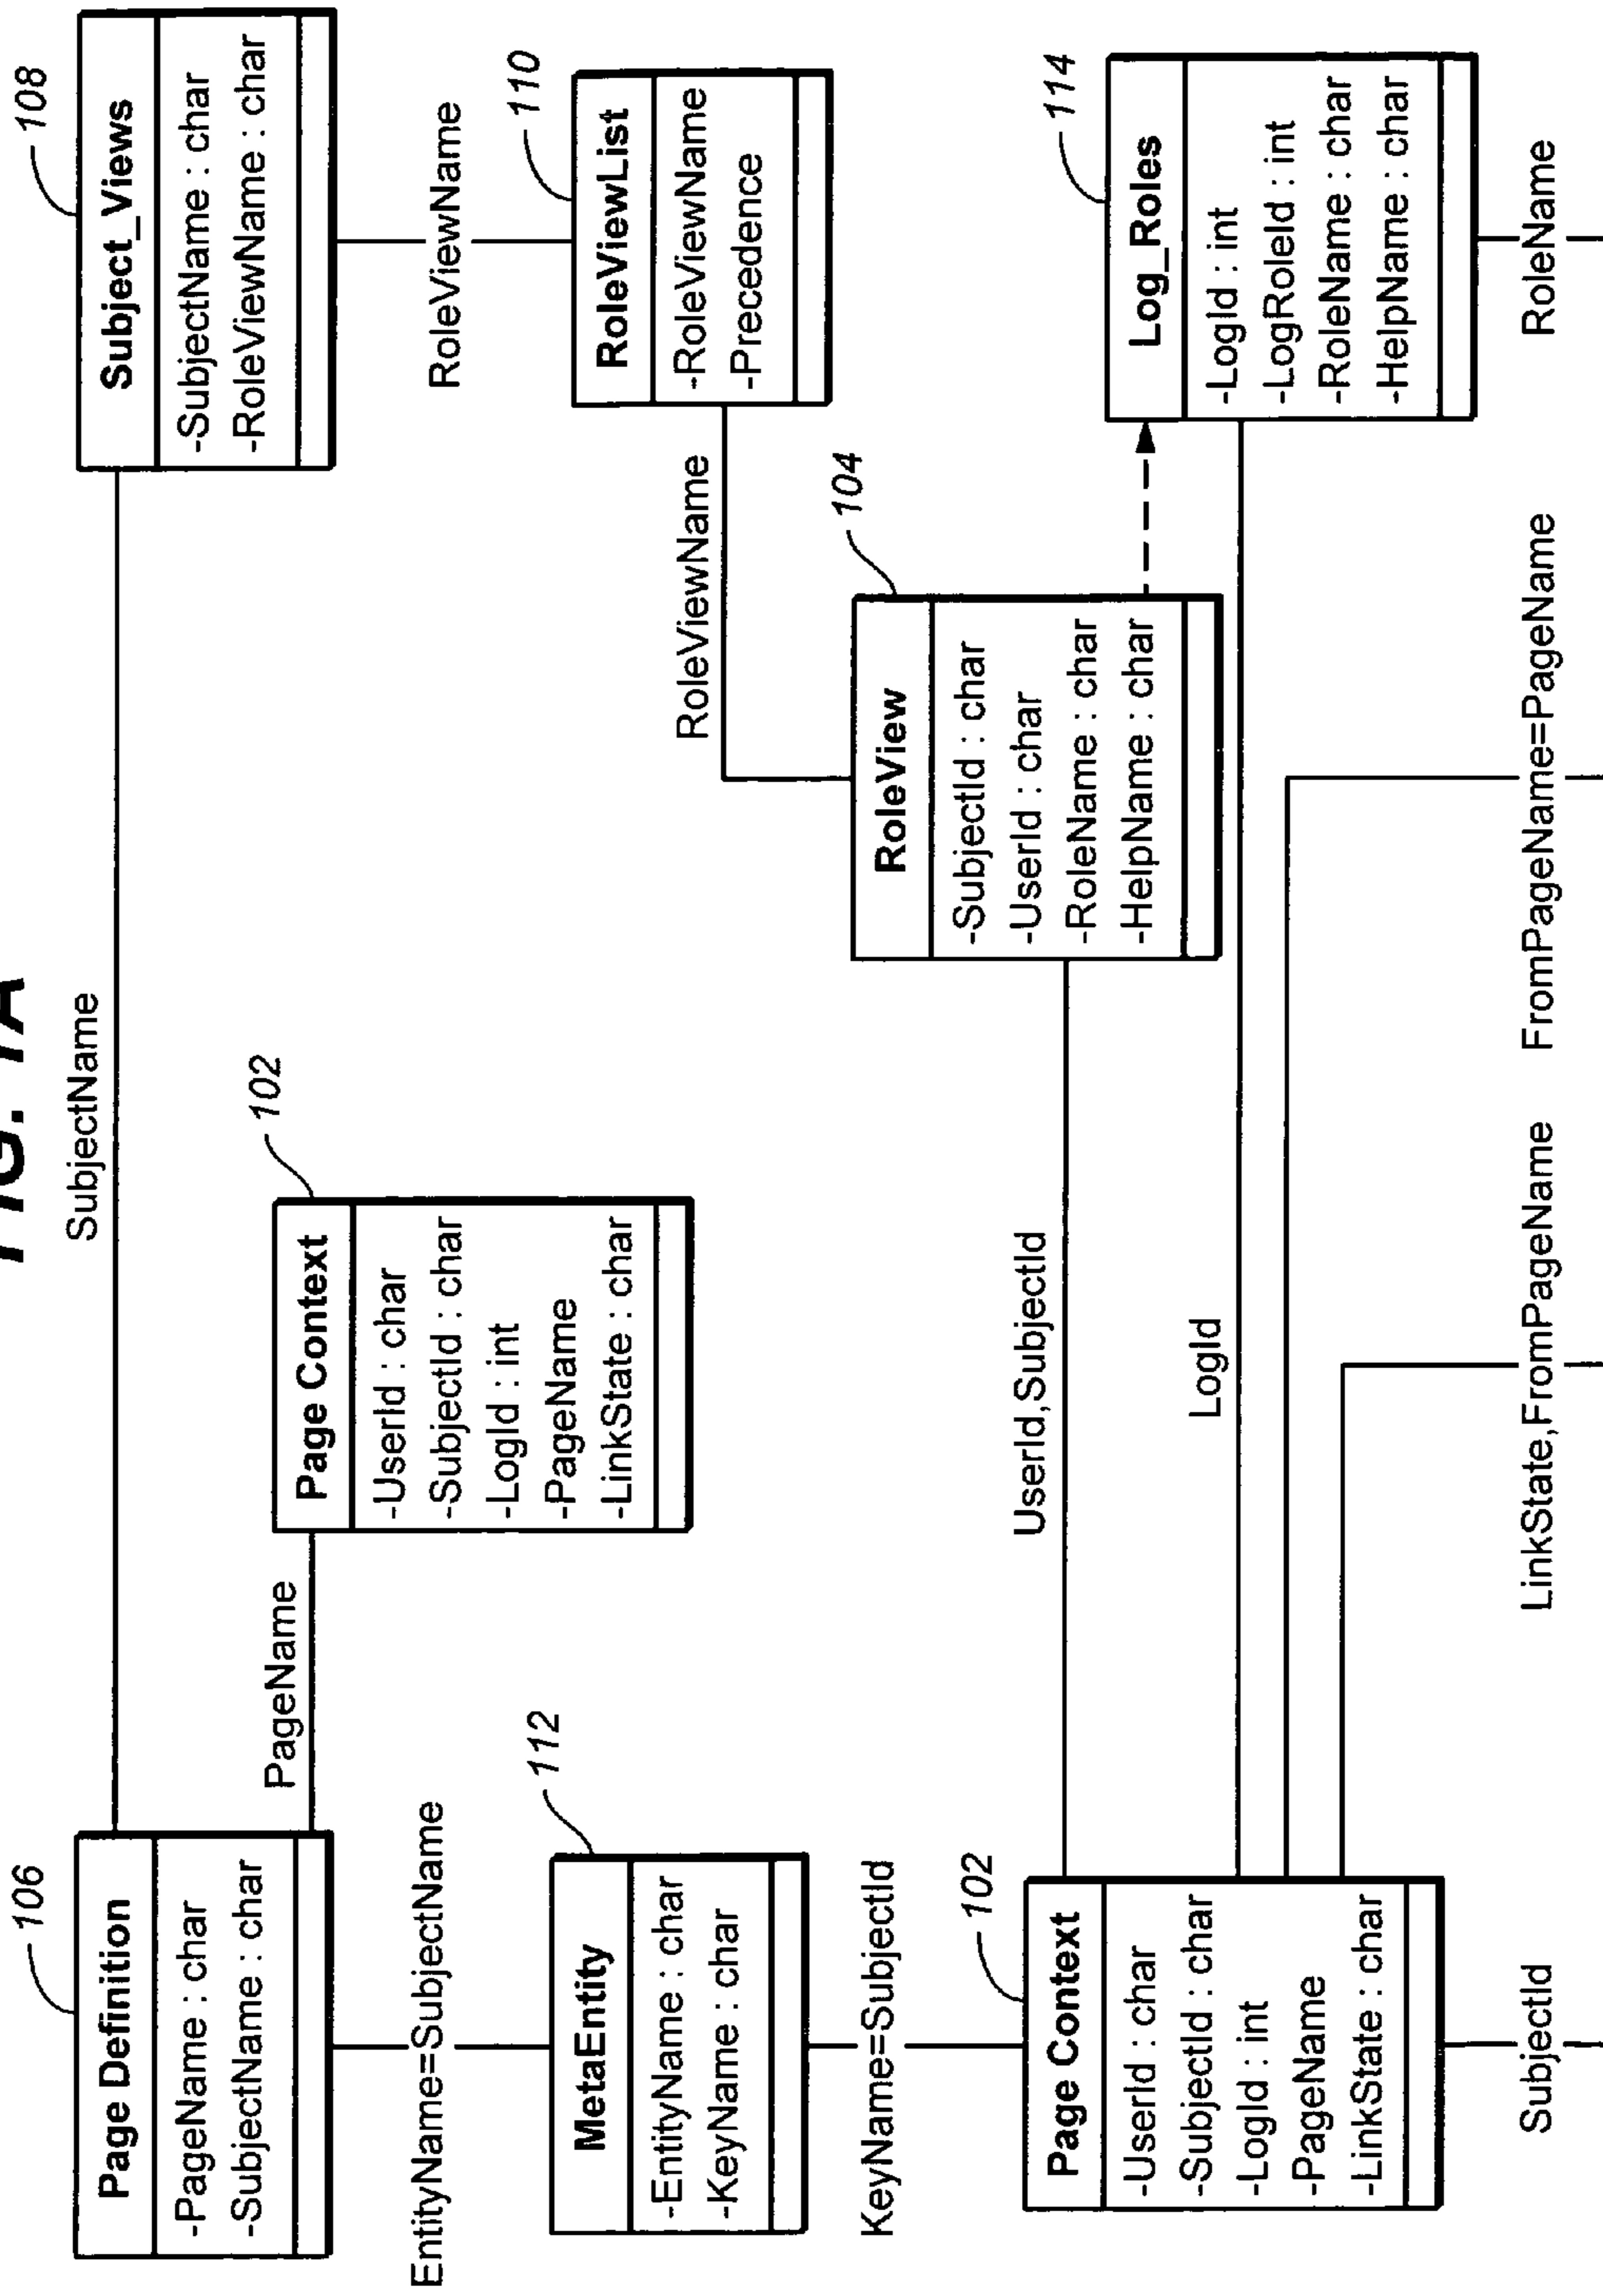 FIG. 1A
SubjectName
106
Page Definition
-PageName : char
-SubjectName : char
108
Subject_Views
-SubjectName : char
-RoleViewName : char
PageName
102
Page Context
-UserId : char
-SubjectId : char
-LogId : int
-PageName
-LinkState : char
EntityName=SubjectName
RoleViewName
112
MetaEntity
-EntityName : char
-KeyName : char
110
RoleViewList
-RoleViewName
-Precedence
RoleViewName
KeyName=SubjectId
104
RoleView
-SubjectId : char
-UserId : char
-RoleName : char
-HelpName : char
UserId,SubjectId
102
Page Context
-UserId : char
-SubjectId : char
-LogId : int
-PageName
-LinkState : char
LogId
114
Log_Roles
-LogId : int
-LogRoleId : int
-RoleName : char
-HelpName : char
SubjectId
LinkState,FromPageName
FromPageName=PageName
RoleName